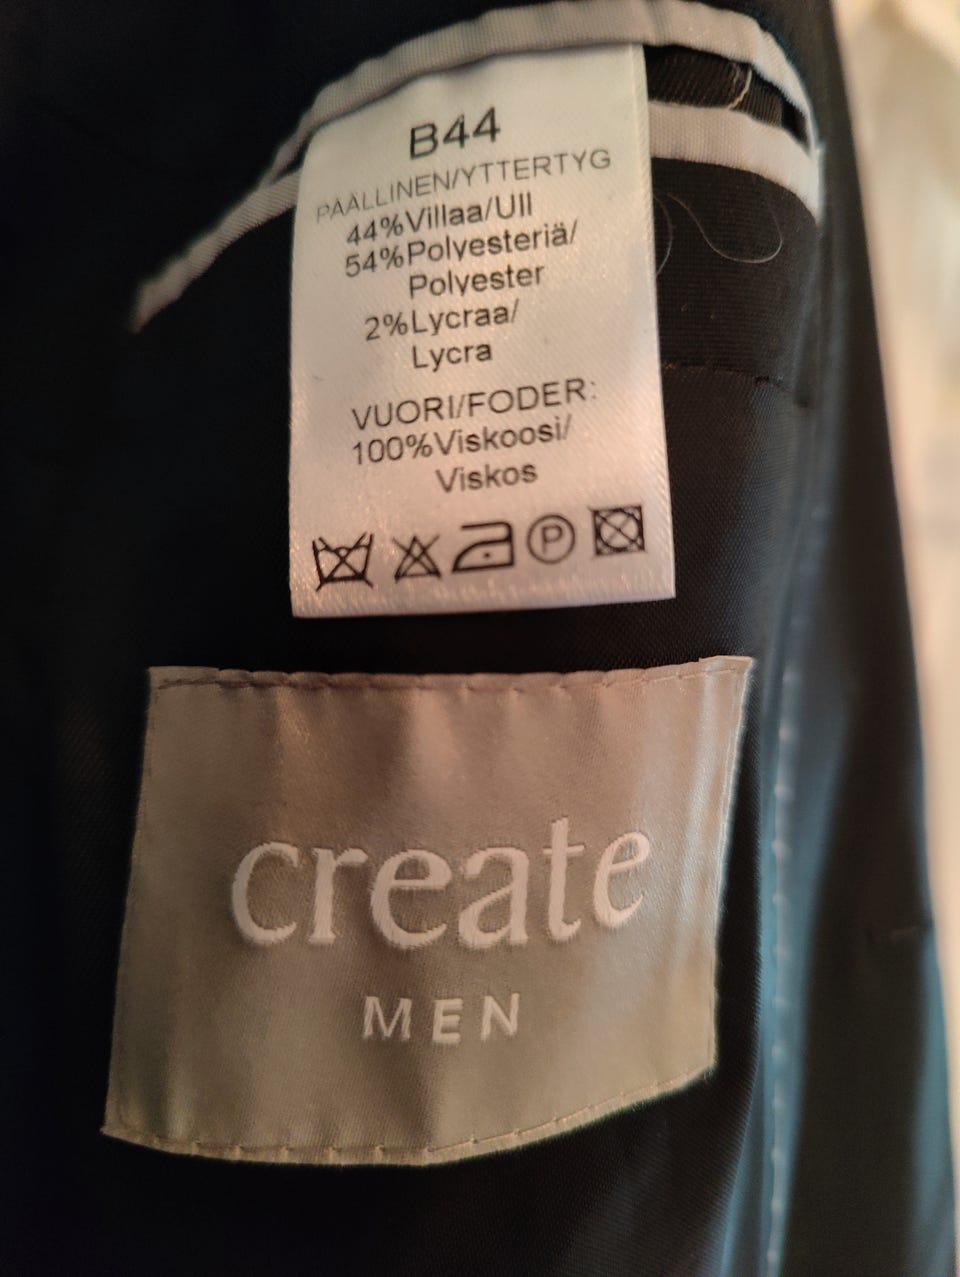 B44
PÄÄLLINEN/YTTERTYG
44%Villaa/Ull
54%Polyesteriä/
Polyester
2%Lycraa/
Lycra
VUORI/FODER:
100%Viskoosi/
Viskos
P
create
MEN